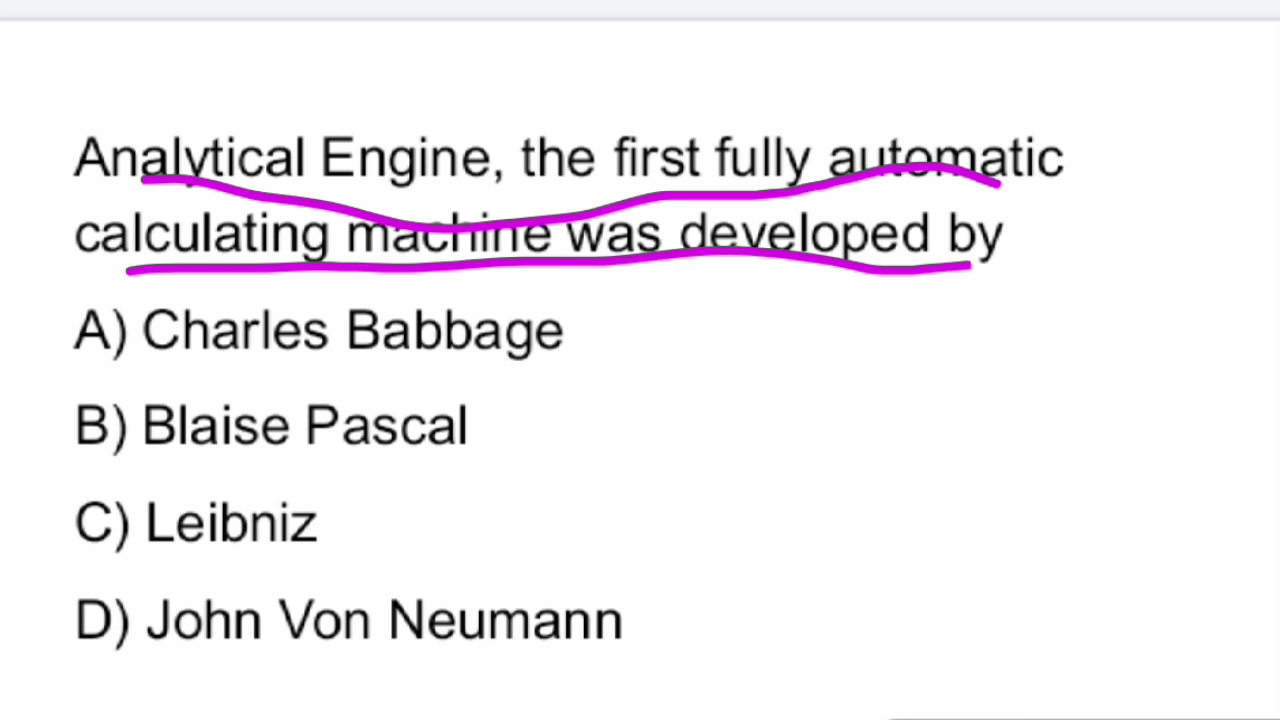 Analytical Engine, the first fully automatic
calculating machine was developed by
A) Charles Babbage
B) Blaise Pascal
C) Leibniz
D) John Von Neumann